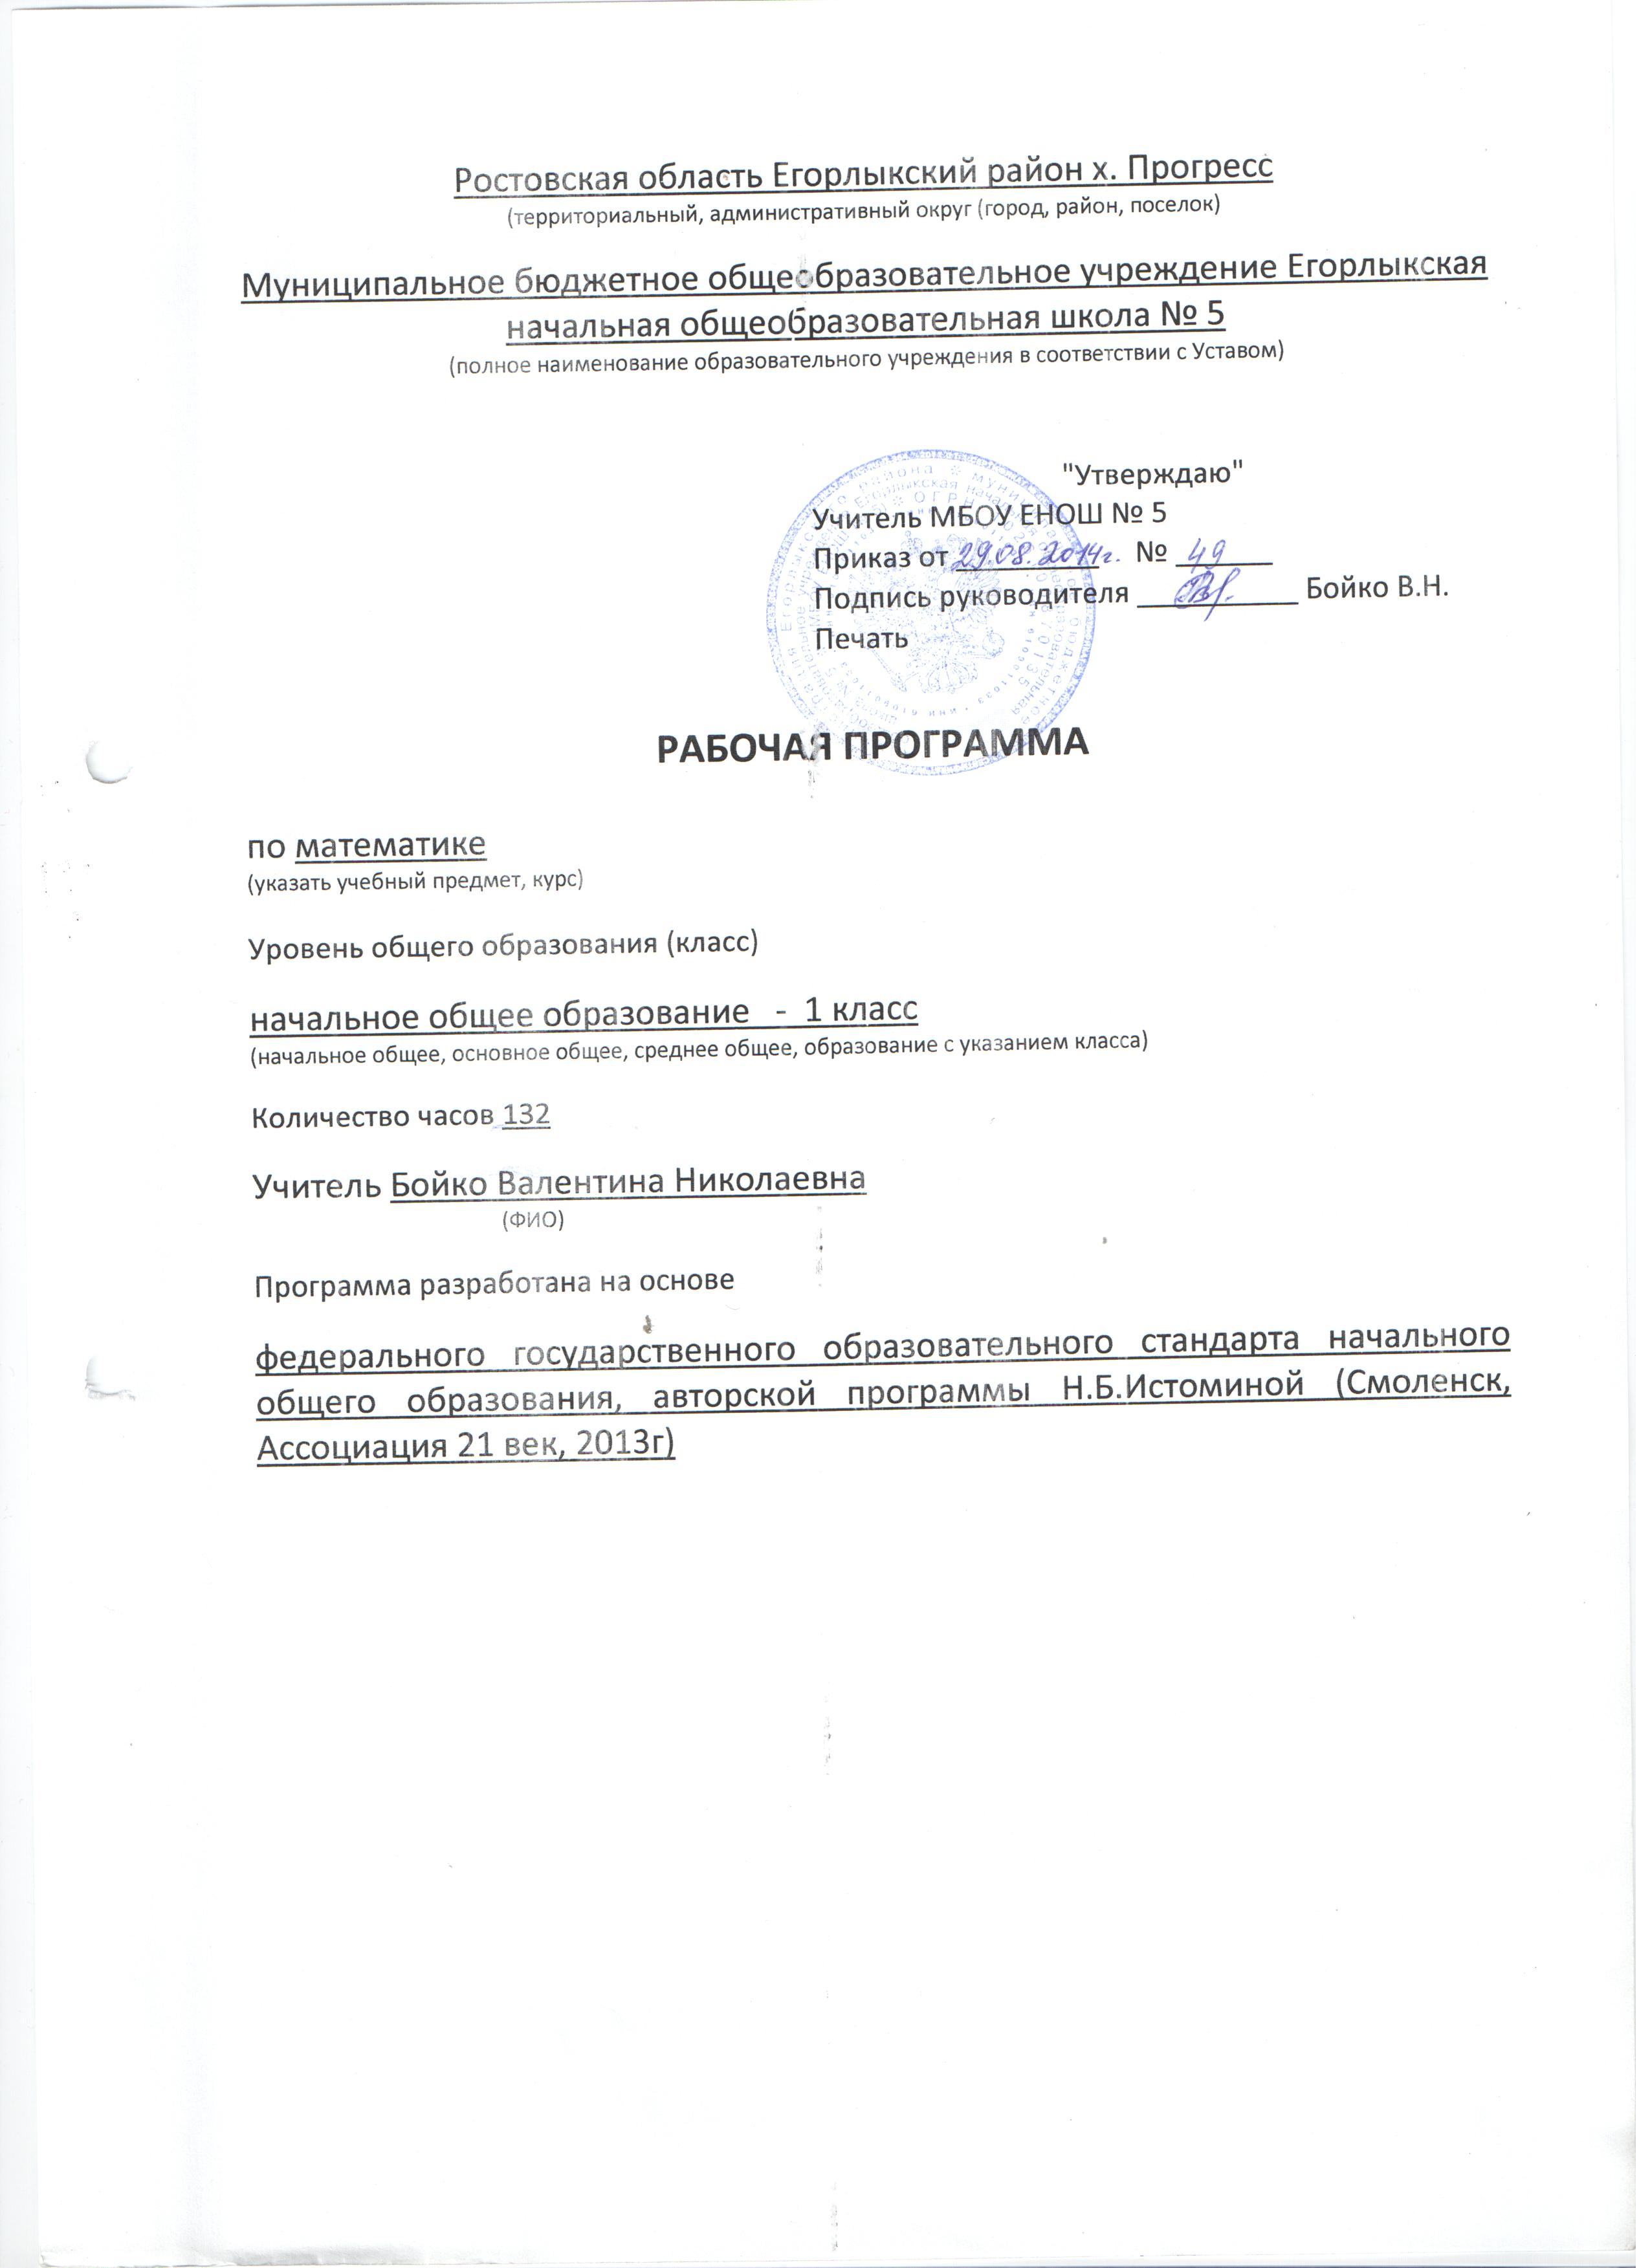 Ростовская область Егорлыкский район х. Прогресс
(территориальный, административный округ (город, район, поселок)
Муниципальное бюджетное общеобразовательное учреждение Егорлыкская
начальная общеобразовательная школа № 5
(полное наименование образовательного учреждения в соответствии с Уставом)
"Утверждаю"
Учитель МБОУ ЕНОШ № 5
Приказ от 29.08.2014г. № 49
Подпись руководителя Бойко В.Н.
Печать
РАБОЧАЯ ПРОГРАММА
по математике
(указать учебный предмет, курс)
Уровень общего образования (класс)
начальное общее образование - 1 класс
(начальное общее, основное общее, среднее общее, образование с указанием класса)
Количество часов 132
Учитель Бойко Валентина Николаевна
(ФИО)
Программа разработана на основе
федерального государственного образовательного стандарта начального
общего образования, авторской программы Н.Б.Истоминой (Смоленск,
Ассоциация 21 век, 2013г)